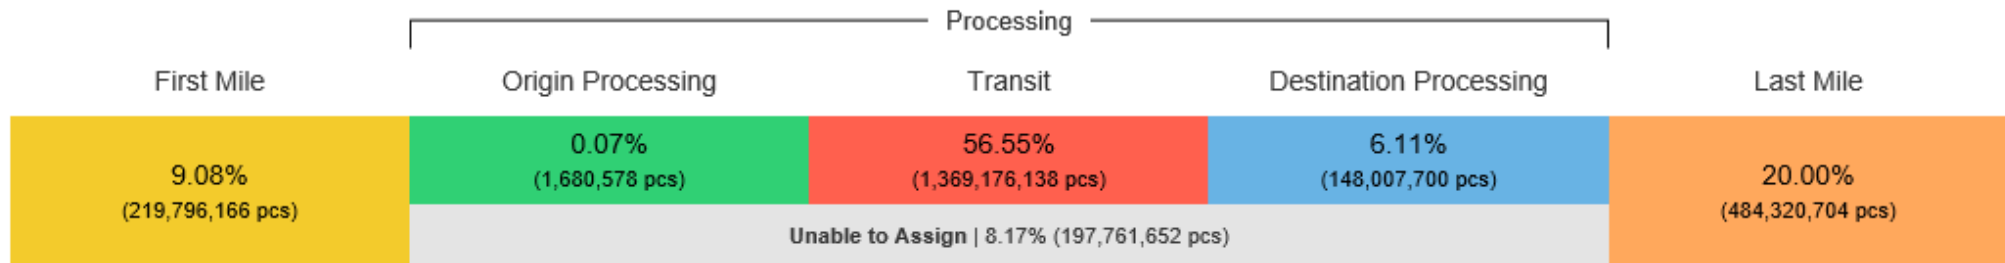 Processing
First Mile
Origin Processing
Transit
Destination Processing
Last Mile
9.08%
(219,796,166 pcs)
0.07%
(1,680,578 pcs)
56.55%
(1,369,176,138 pcs)
6.11%
(148,007,700 pcs)
20.00%
(484,320,704 pcs)
Unable to Assign | 8.17% (197,761,652 pcs)